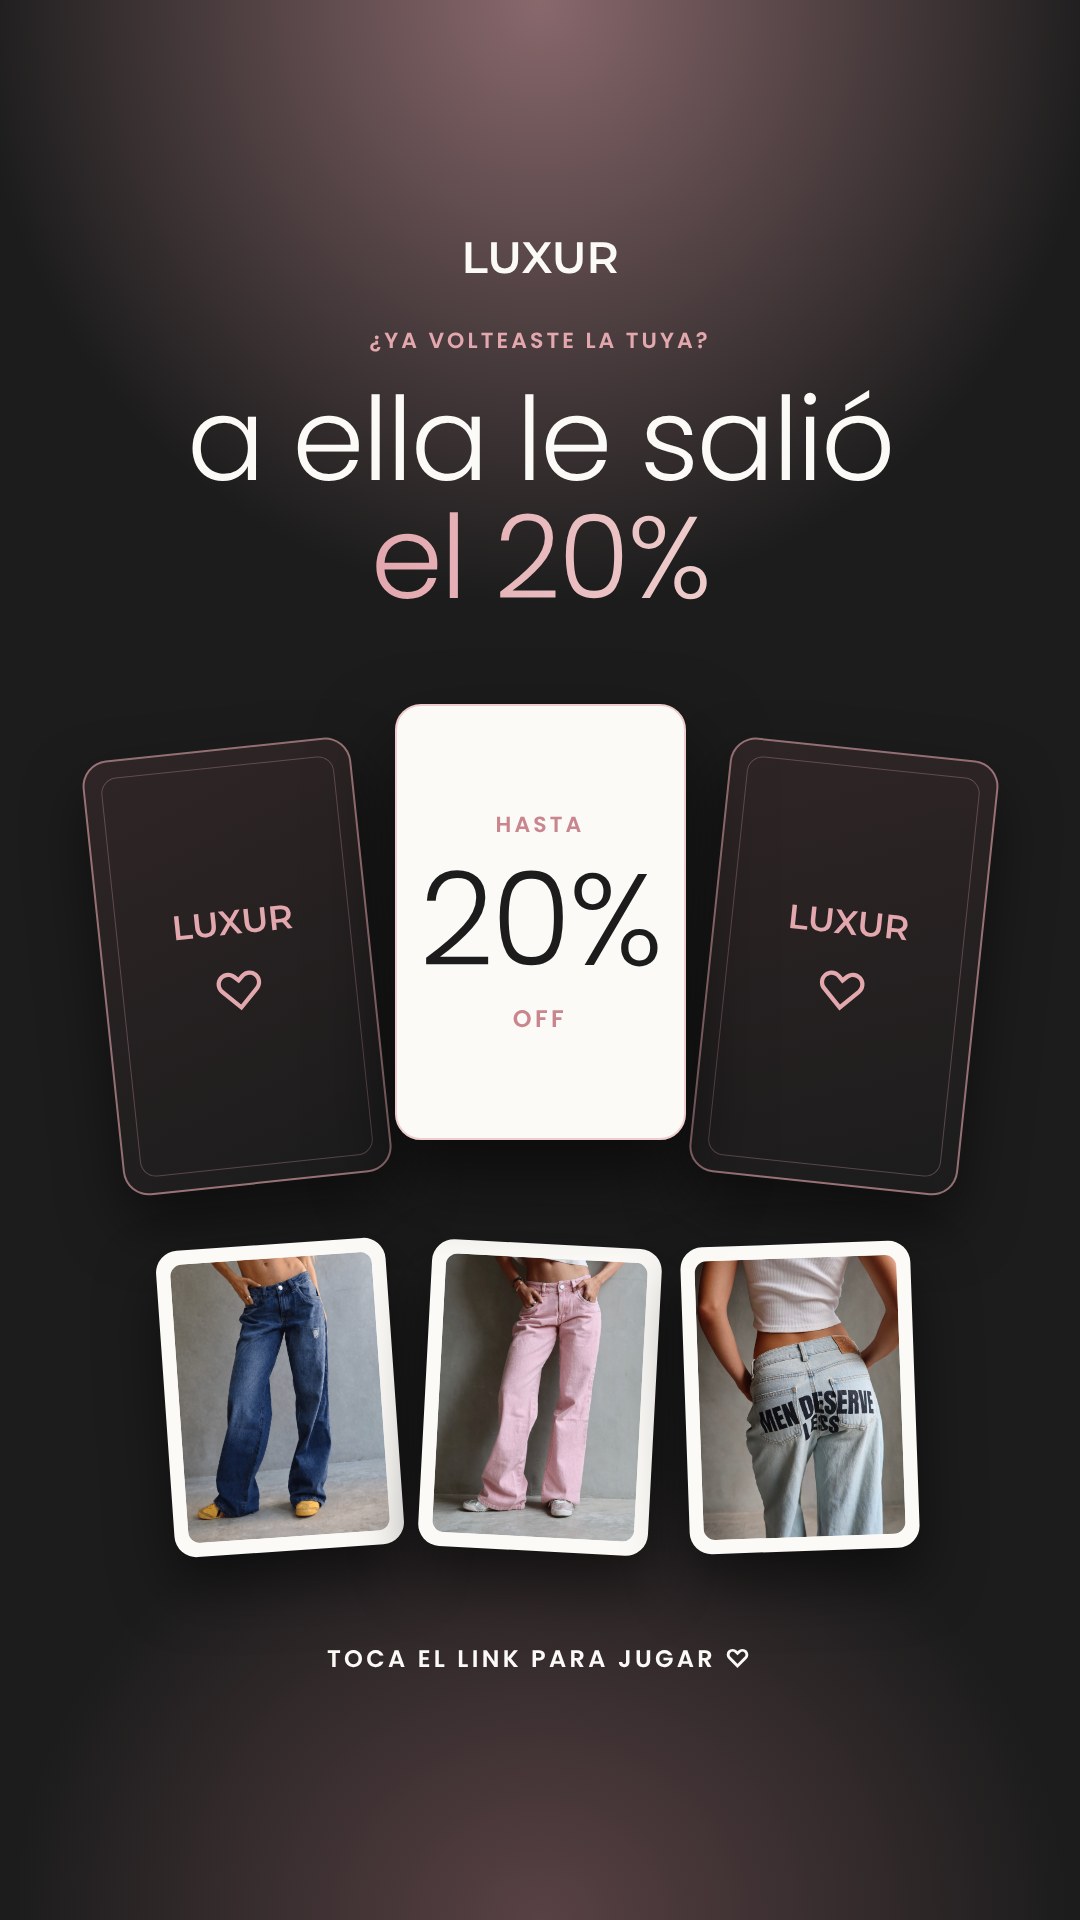 LUXUR
¿YA VOLTEASTE LA TUYA?
a ella le salió
el 20%
LUXUR
HASTA
20%
OFF
LUXUR
MEN DESERVE
LESS
TOCA EL LINK PARA JUGAR ♡